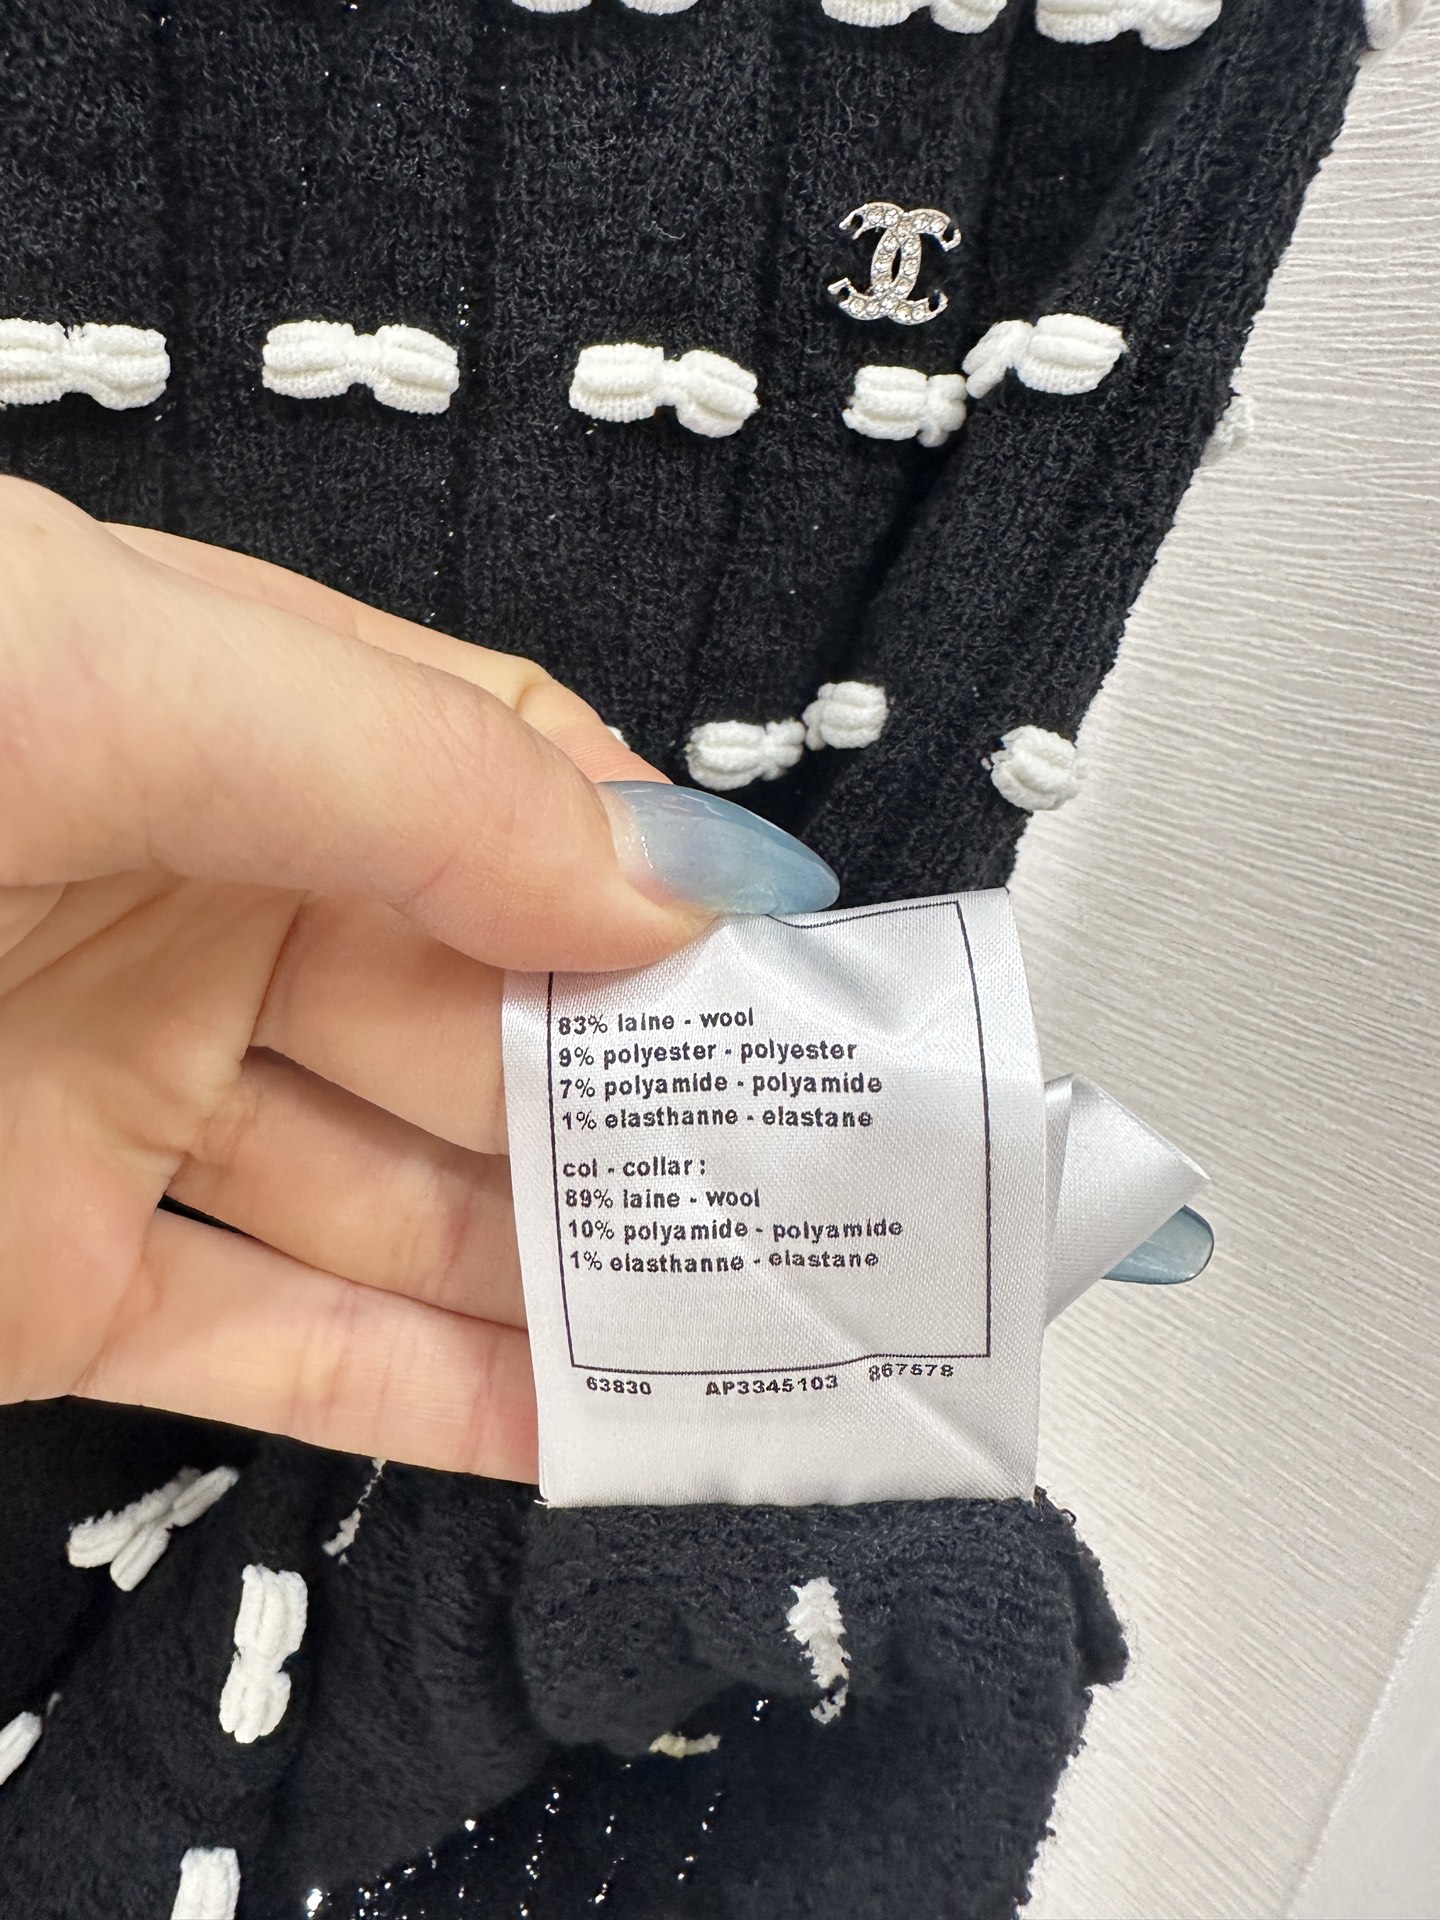 83% laine - wool
9% polyester - polyester
7% polyamide - polyamide
1% elasthanne - elastane
col - collar :
89% laine - wool
10% polyamide - polyamide
1% elasthanne - elastane
63830 AP3345103 867578